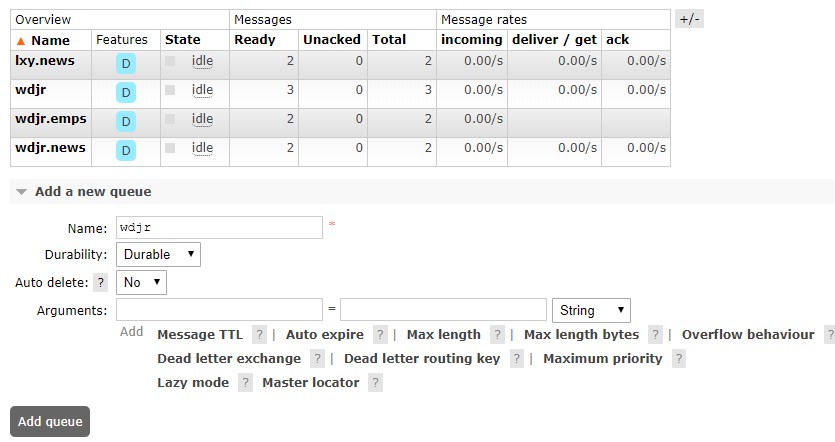 Overview Messages Message rates +/-
▲ Name Features State Ready Unacked Total incoming deliver / get ack
lxy.news D idle 2 0 2 0.00/s 0.00/s 0.00/s
wdjr D idle 3 0 3 0.00/s 0.00/s 0.00/s
wdjr.emps D idle 2 0 2 0.00/s
wdjr.news D idle 2 0 2 0.00/s 0.00/s 0.00/s
▼ Add a new queue
Name: wdjr *
Durability: Durable ▼
Auto delete: ? No ▼
Arguments: = String ▼
Add Message TTL ? | Auto expire ? | Max length ? | Max length bytes ? | Overflow behaviour ?
Dead letter exchange ? | Dead letter routing key ? | Maximum priority ?
Lazy mode ? Master locator ?
Add queue